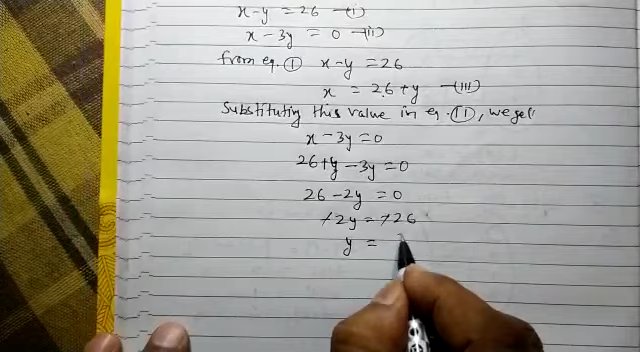 x-y = 26 —(i)
x - 3y = 0 —(ii)
from eq. (I) x-y = 26
x = 26+y —(III)
Substitutig this value in eq. (II), we get
x - 3y = 0
26+y - 3y = 0
26 - 2y = 0
-2y = -26
y =